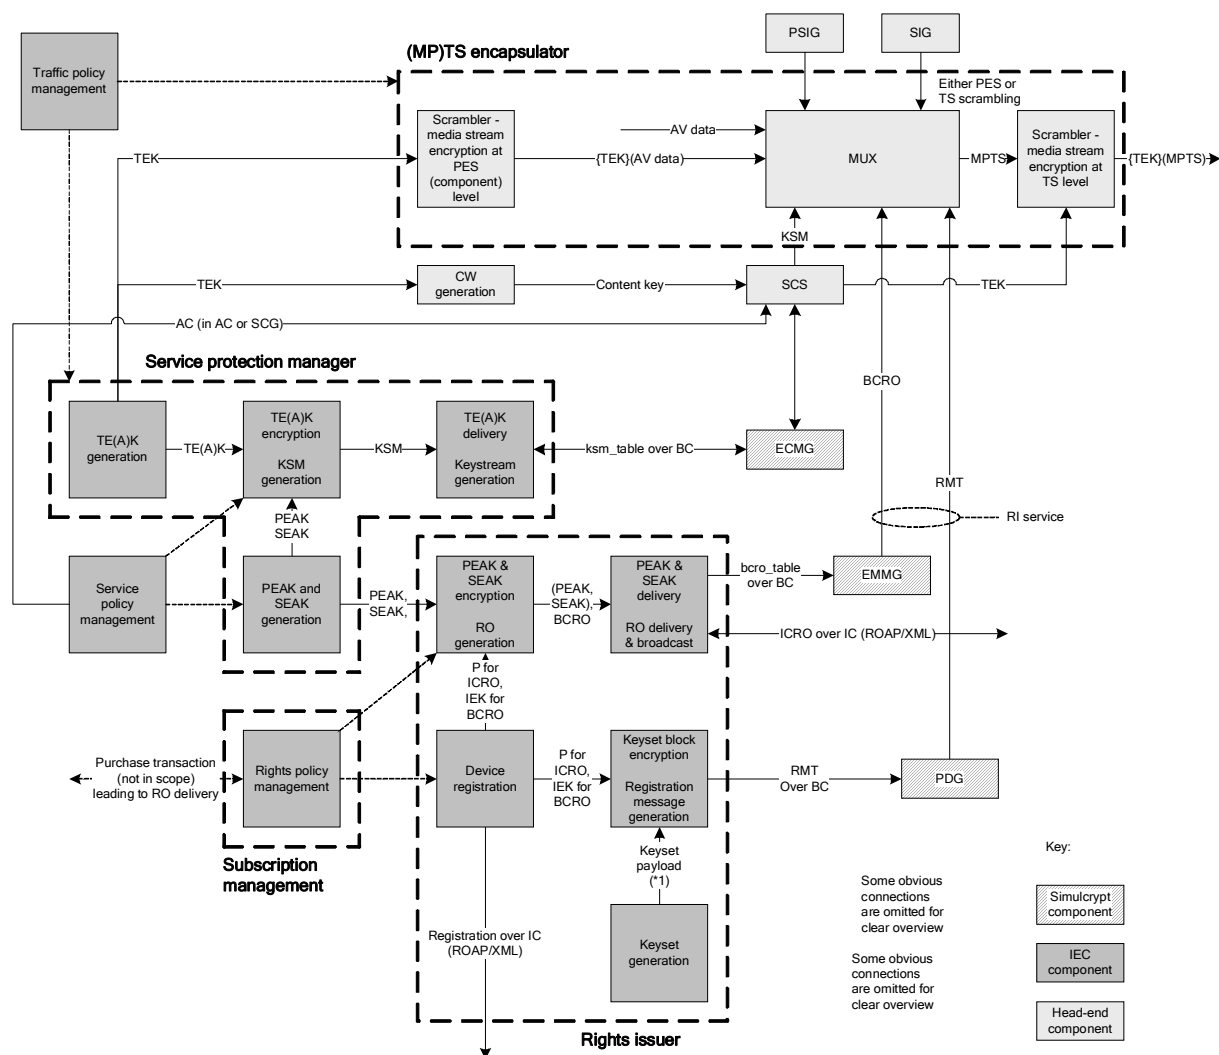 PSIG
SIG
(MP)TS encapsulator
Traffic policy
management
Either PES or
TS scrambling
Scrambler -
media stream
encryption at
PES
(component)
level
AV data
TEK
{TEK}(AV data)
MUX
MPTS
Scrambler -
media stream
encryption at
TS level
{TEK}(MPTS)
KSM
TEK
CW
generation
Content key
SCS
TEK
AC (in AC or SCG)
Service protection manager
BCRO
TE(A)K
generation
TE(A)K
TE(A)K
encryption
KSM
generation
KSM
TE(A)K
delivery
Keystream
generation
ksm_table over BC
ECMG
RMT
PEAK
SEAK
RI service
Service
policy
management
PEAK and
SEAK
generation
PEAK,
SEAK,
PEAK &
SEAK
encryption
RO
generation
(PEAK,
SEAK),
BCRO
PEAK &
SEAK
delivery
RO delivery
& broadcast
bcro_table
over BC
EMMG
ICRO over IC (ROAP/XML)
P for
ICRO,
IEK for
BCRO
Purchase transaction
(not in scope)
leading to RO delivery
Rights policy
management
Device
registration
P for
ICRO,
IEK for
BCRO
Keyset block
encryption
Registration
message
generation
RMT
Over BC
PDG
Subscription
management
Keyset
payload
(*1)
Key:
Some obvious
connections
are omitted for
clear overview
Simulcrypt
component
Registration over IC
(ROAP/XML)
Keyset
generation
Some obvious
connections
are omitted for
clear overview
IEC
component
Head-end
component
Rights issuer